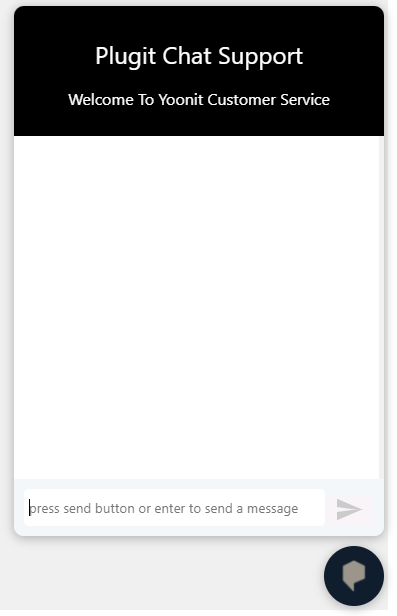 Plugit Chat Support
Welcome To Yoonit Customer Service
press send button or enter to send a message